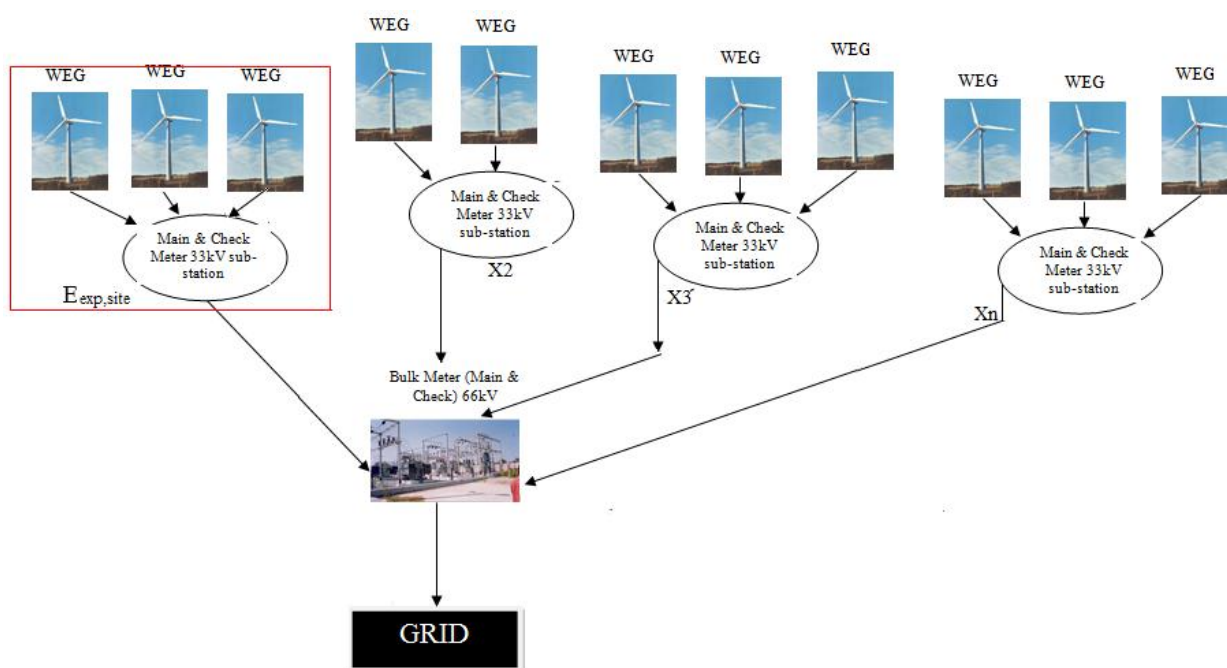 WEG
WEG
WEG
Main & Check
Meter 33kV sub-
station
E exp,site
WEG
WEG
Main & Check
Meter 33kV
sub-station
X2
WEG
WEG
WEG
Main & Check
Meter 33kV
sub-station
X3
WEG
WEG
WEG
Main & Check
Meter 33kV
sub-station
Xn
Bulk Meter (Main &
Check) 66kV
GRID